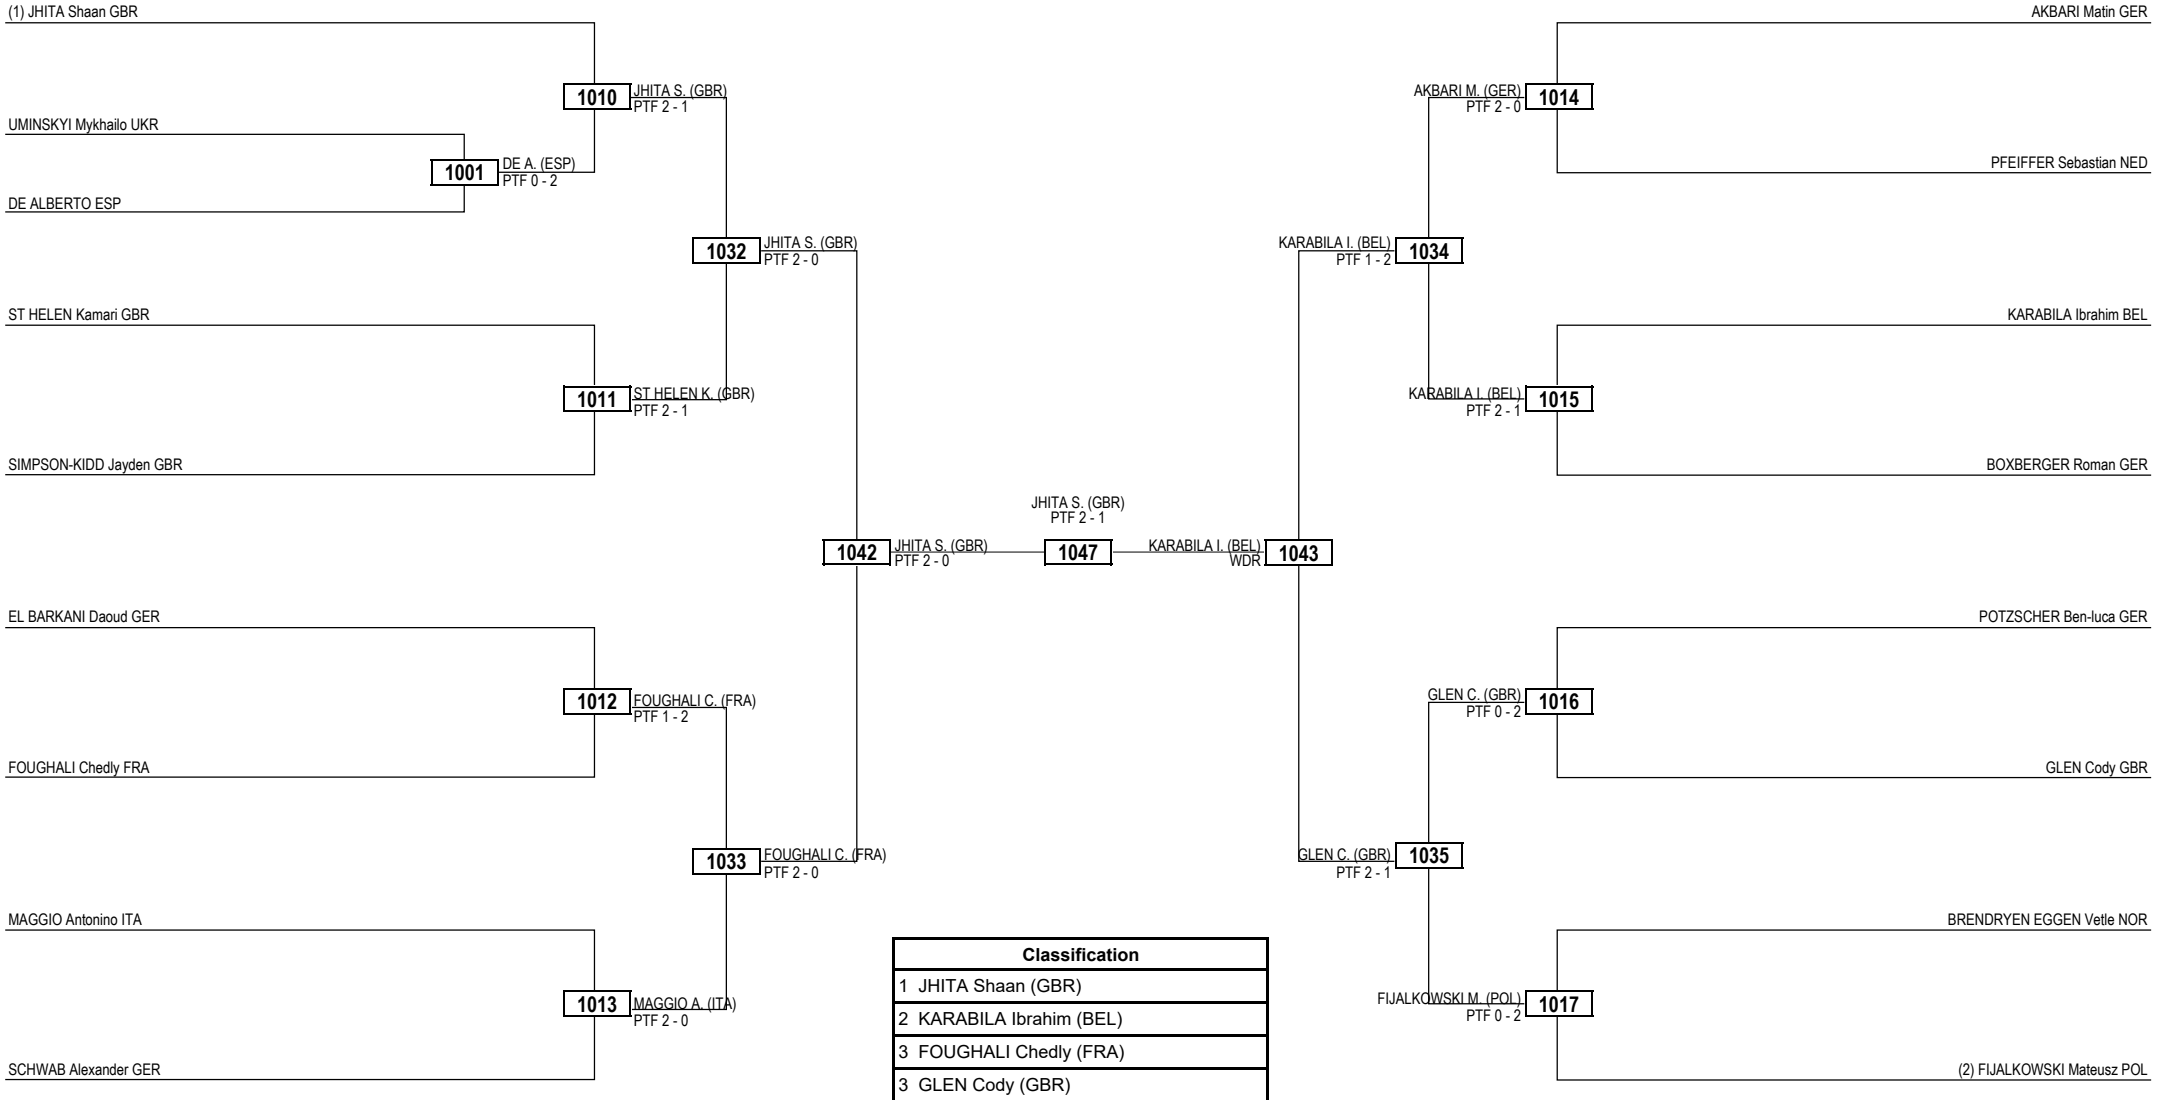 (1) JHITA Shaan GBR
AKBARI Matin GER
1010
JHITA S. (GBR)
PTF 2 - 1
AKBARI M. (GER)
PTF 2 - 0
1014
UMINSKYI Mykhailo UKR
1001
DE A. (ESP)
PTF 0 - 2
PFEIFFER Sebastian NED
DE ALBERTO ESP
1032
JHITA S. (GBR)
PTF 2 - 0
KARABILA I. (BEL)
PTF 1 - 2
1034
ST HELEN Kamari GBR
KARABILA Ibrahim BEL
1011
ST HELEN K. (GBR)
PTF 2 - 1
KARABILA I. (BEL)
PTF 2 - 1
1015
SIMPSON-KIDD Jayden GBR
BOXBERGER Roman GER
JHITA S. (GBR)
PTF 2 - 1
1042
JHITA S. (GBR)
PTF 2 - 0
1047
KARABILA I. (BEL)
WDR
1043
EL BARKANI Daoud GER
POTZSCHER Ben-luca GER
1012
FOUGHALI C. (FRA)
PTF 1 - 2
GLEN C. (GBR)
PTF 0 - 2
1016
FOUGHALI Chedly FRA
GLEN Cody GBR
1033
FOUGHALI C. (FRA)
PTF 2 - 0
GLEN C. (GBR)
PTF 2 - 1
1035
MAGGIO Antonino ITA
BRENDRYEN EGGEN Vetle NOR
1013
MAGGIO A. (ITA)
PTF 2 - 0
FIJALKOWSKI M. (POL)
PTF 0 - 2
1017
SCHWAB Alexander GER
(2) FIJALKOWSKI Mateusz POL
Classification
1 JHITA Shaan (GBR)
2 KARABILA Ibrahim (BEL)
3 FOUGHALI Chedly (FRA)
3 GLEN Cody (GBR)